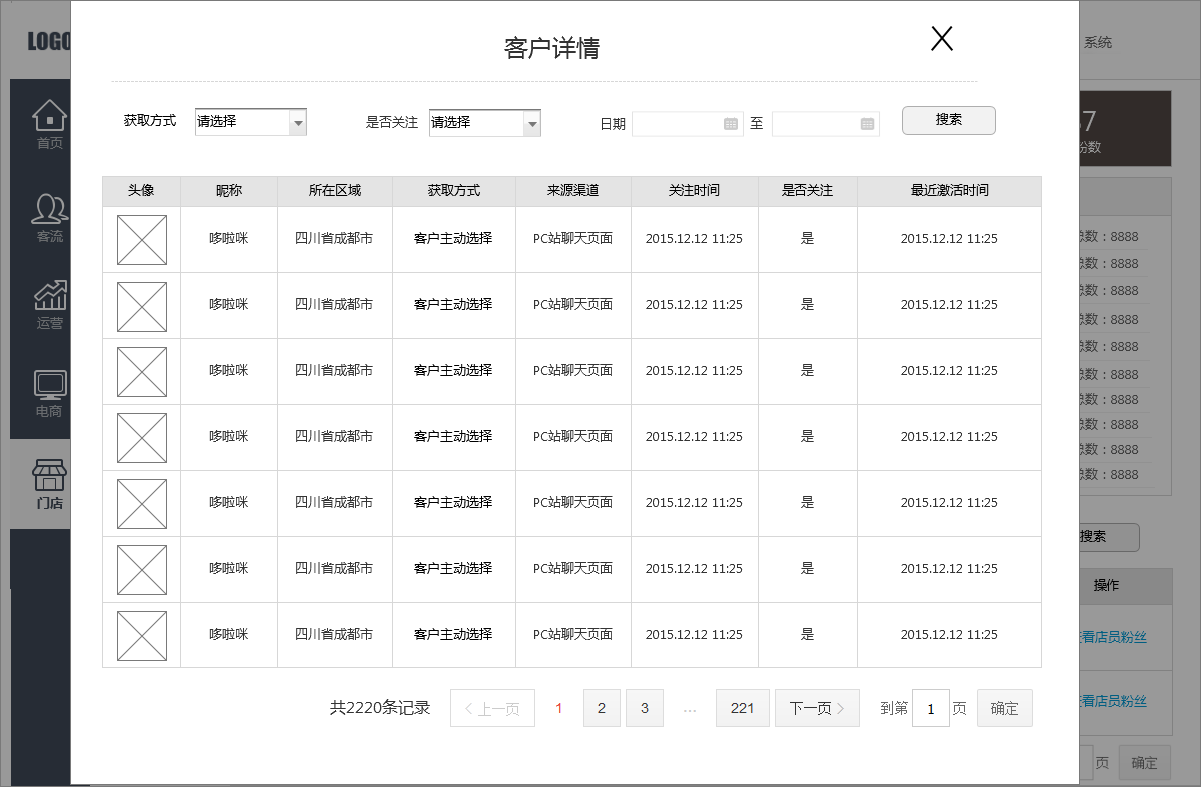 LOGO
首页
客流
运营
电商
门店
客户详情
获取方式 请选择 是否关注 请选择 日期 至 搜索
头像 昵称 所在区域 获取方式 来源渠道 关注时间 是否关注 最近激活时间
哆啦咪 四川省成都市 客户主动选择 PC站聊天页面 2015.12.12 11:25 是 2015.12.12 11:25
哆啦咪 四川省成都市 客户主动选择 PC站聊天页面 2015.12.12 11:25 是 2015.12.12 11:25
哆啦咪 四川省成都市 客户主动选择 PC站聊天页面 2015.12.12 11:25 是 2015.12.12 11:25
哆啦咪 四川省成都市 客户主动选择 PC站聊天页面 2015.12.12 11:25 是 2015.12.12 11:25
哆啦咪 四川省成都市 客户主动选择 PC站聊天页面 2015.12.12 11:25 是 2015.12.12 11:25
哆啦咪 四川省成都市 客户主动选择 PC站聊天页面 2015.12.12 11:25 是 2015.12.12 11:25
哆啦咪 四川省成都市 客户主动选择 PC站聊天页面 2015.12.12 11:25 是 2015.12.12 11:25
共2220条记录 上一页 1 2 3 ... 221 下一页 到第 1 页 确定
系统
7
份数
总数：8888
总数：8888
总数：8888
总数：8888
总数：8888
总数：8888
总数：8888
总数：8888
总数：8888
总数：8888
搜索
操作
查看店员粉丝
查看店员粉丝
页 确定